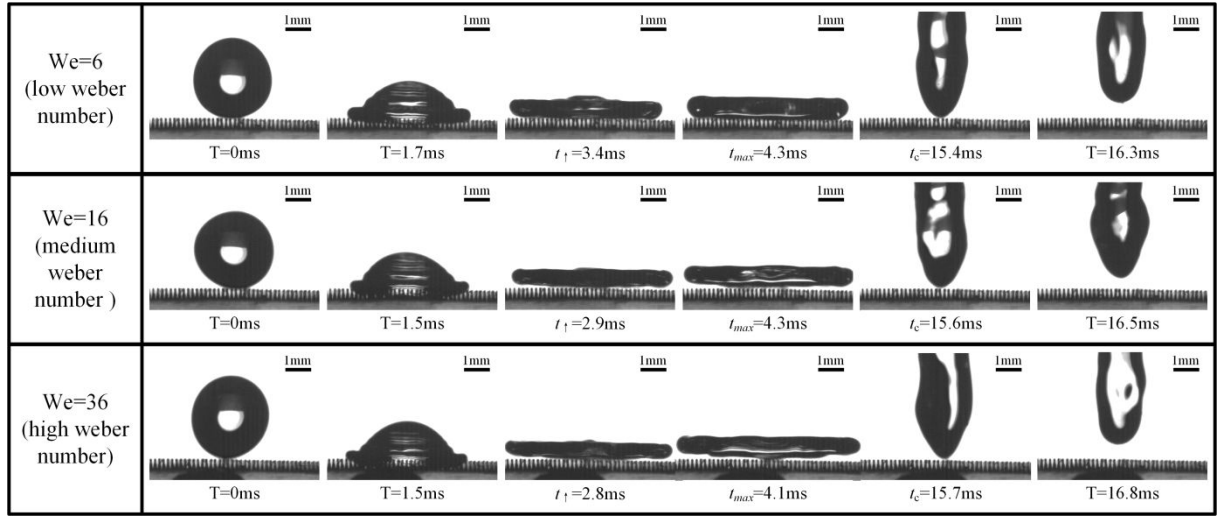 We=6
(low weber
number)
1mm 1mm 1mm 1mm 1mm 1mm
T=0ms T=1.7ms t↑=3.4ms tmax=4.3ms tc=15.4ms T=16.3ms
We=16
(medium
weber
number )
1mm 1mm 1mm 1mm 1mm 1mm
T=0ms T=1.5ms t↑=2.9ms tmax=4.3ms tc=15.6ms T=16.5ms
We=36
(high weber
number)
1mm 1mm 1mm 1mm 1mm 1mm
T=0ms T=1.5ms t↑=2.8ms tmax=4.1ms tc=15.7ms T=16.8ms